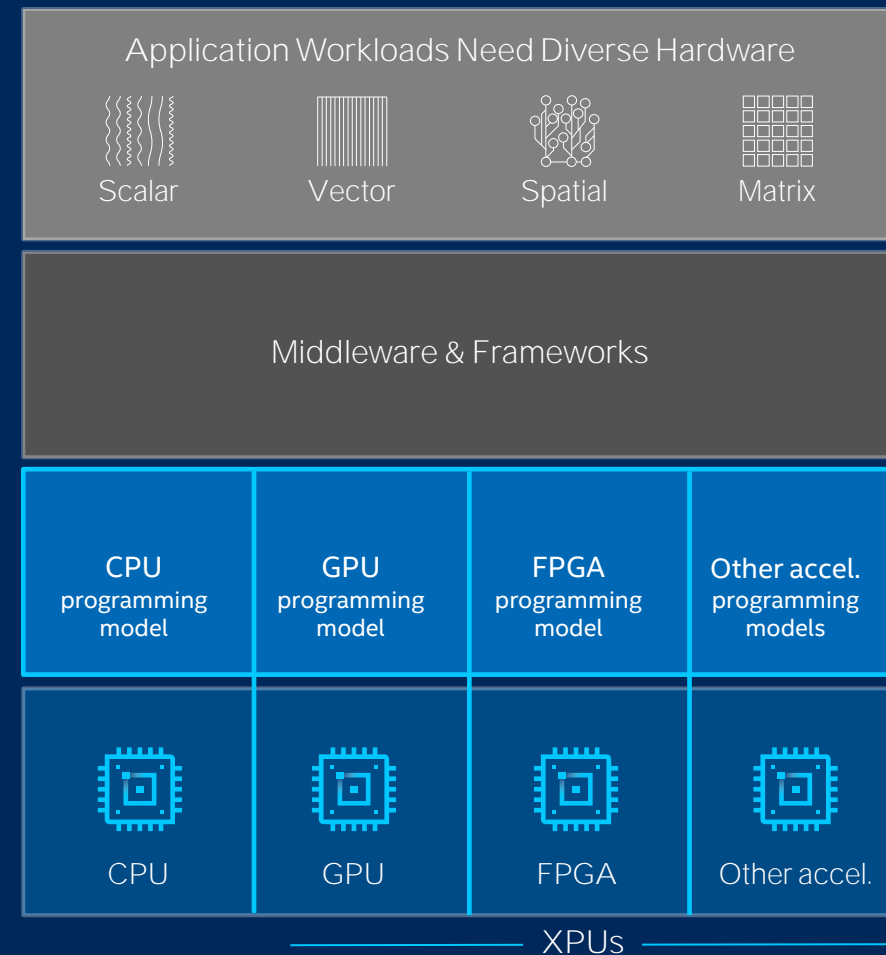 Application Workloads Need Diverse Hardware
Scalar
Vector
Spatial
Matrix
Middleware & Frameworks
CPU
programming
model
GPU
programming
model
FPGA
programming
model
Other accel.
programming
models
CPU
GPU
FPGA
Other accel.
XPUs